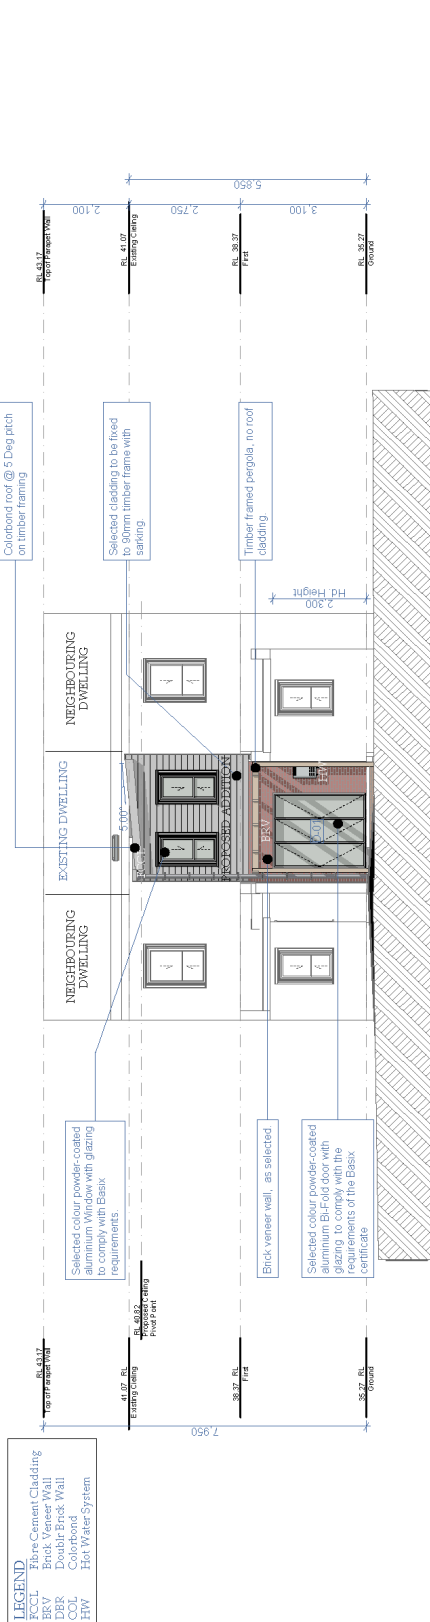 LEGEND
FCCL Fibre Cement Cladding
BRV Brick Veneer Wall
DBR Doublr Brick Wall
COL Colorbond
HW Hot Water System
7,950
RL 43.17
Top of Parapet Wall
41.07 RL
Existing Cieling
38.37 RL
First
35.27 RL
Ground
RL 40.82
Proposed Ceiling
Pivot Point
Selected colour powder-coated
aluminium Window with glazing
to comply with Basix
requirements.
Brick veneer wall, as selected
Selected colour powder-coated
aluminium Bi-Fold door with
glazing to comply with the
requirements of the Basix
certificate
NEIGHBOURING
DWELLING
EXISTING DWELLING
NEIGHBOURING
DWELLING
5.00°
PROPOSED ADDITION
BRV
HW
2,300
Hd. Height
Colorbond roof @ 5 Deg pitch
on timber framing
Selected cladding to be fixed
to 90mm timber frame with
sarking.
Timber framed pergola, no roof
cladding.
RL 43.17
Top of Parapet Wall
RL 41.07
Existing Cieling
RL 38.37
First
RL 35.27
Ground
2,100
2,750
3,100
5,850